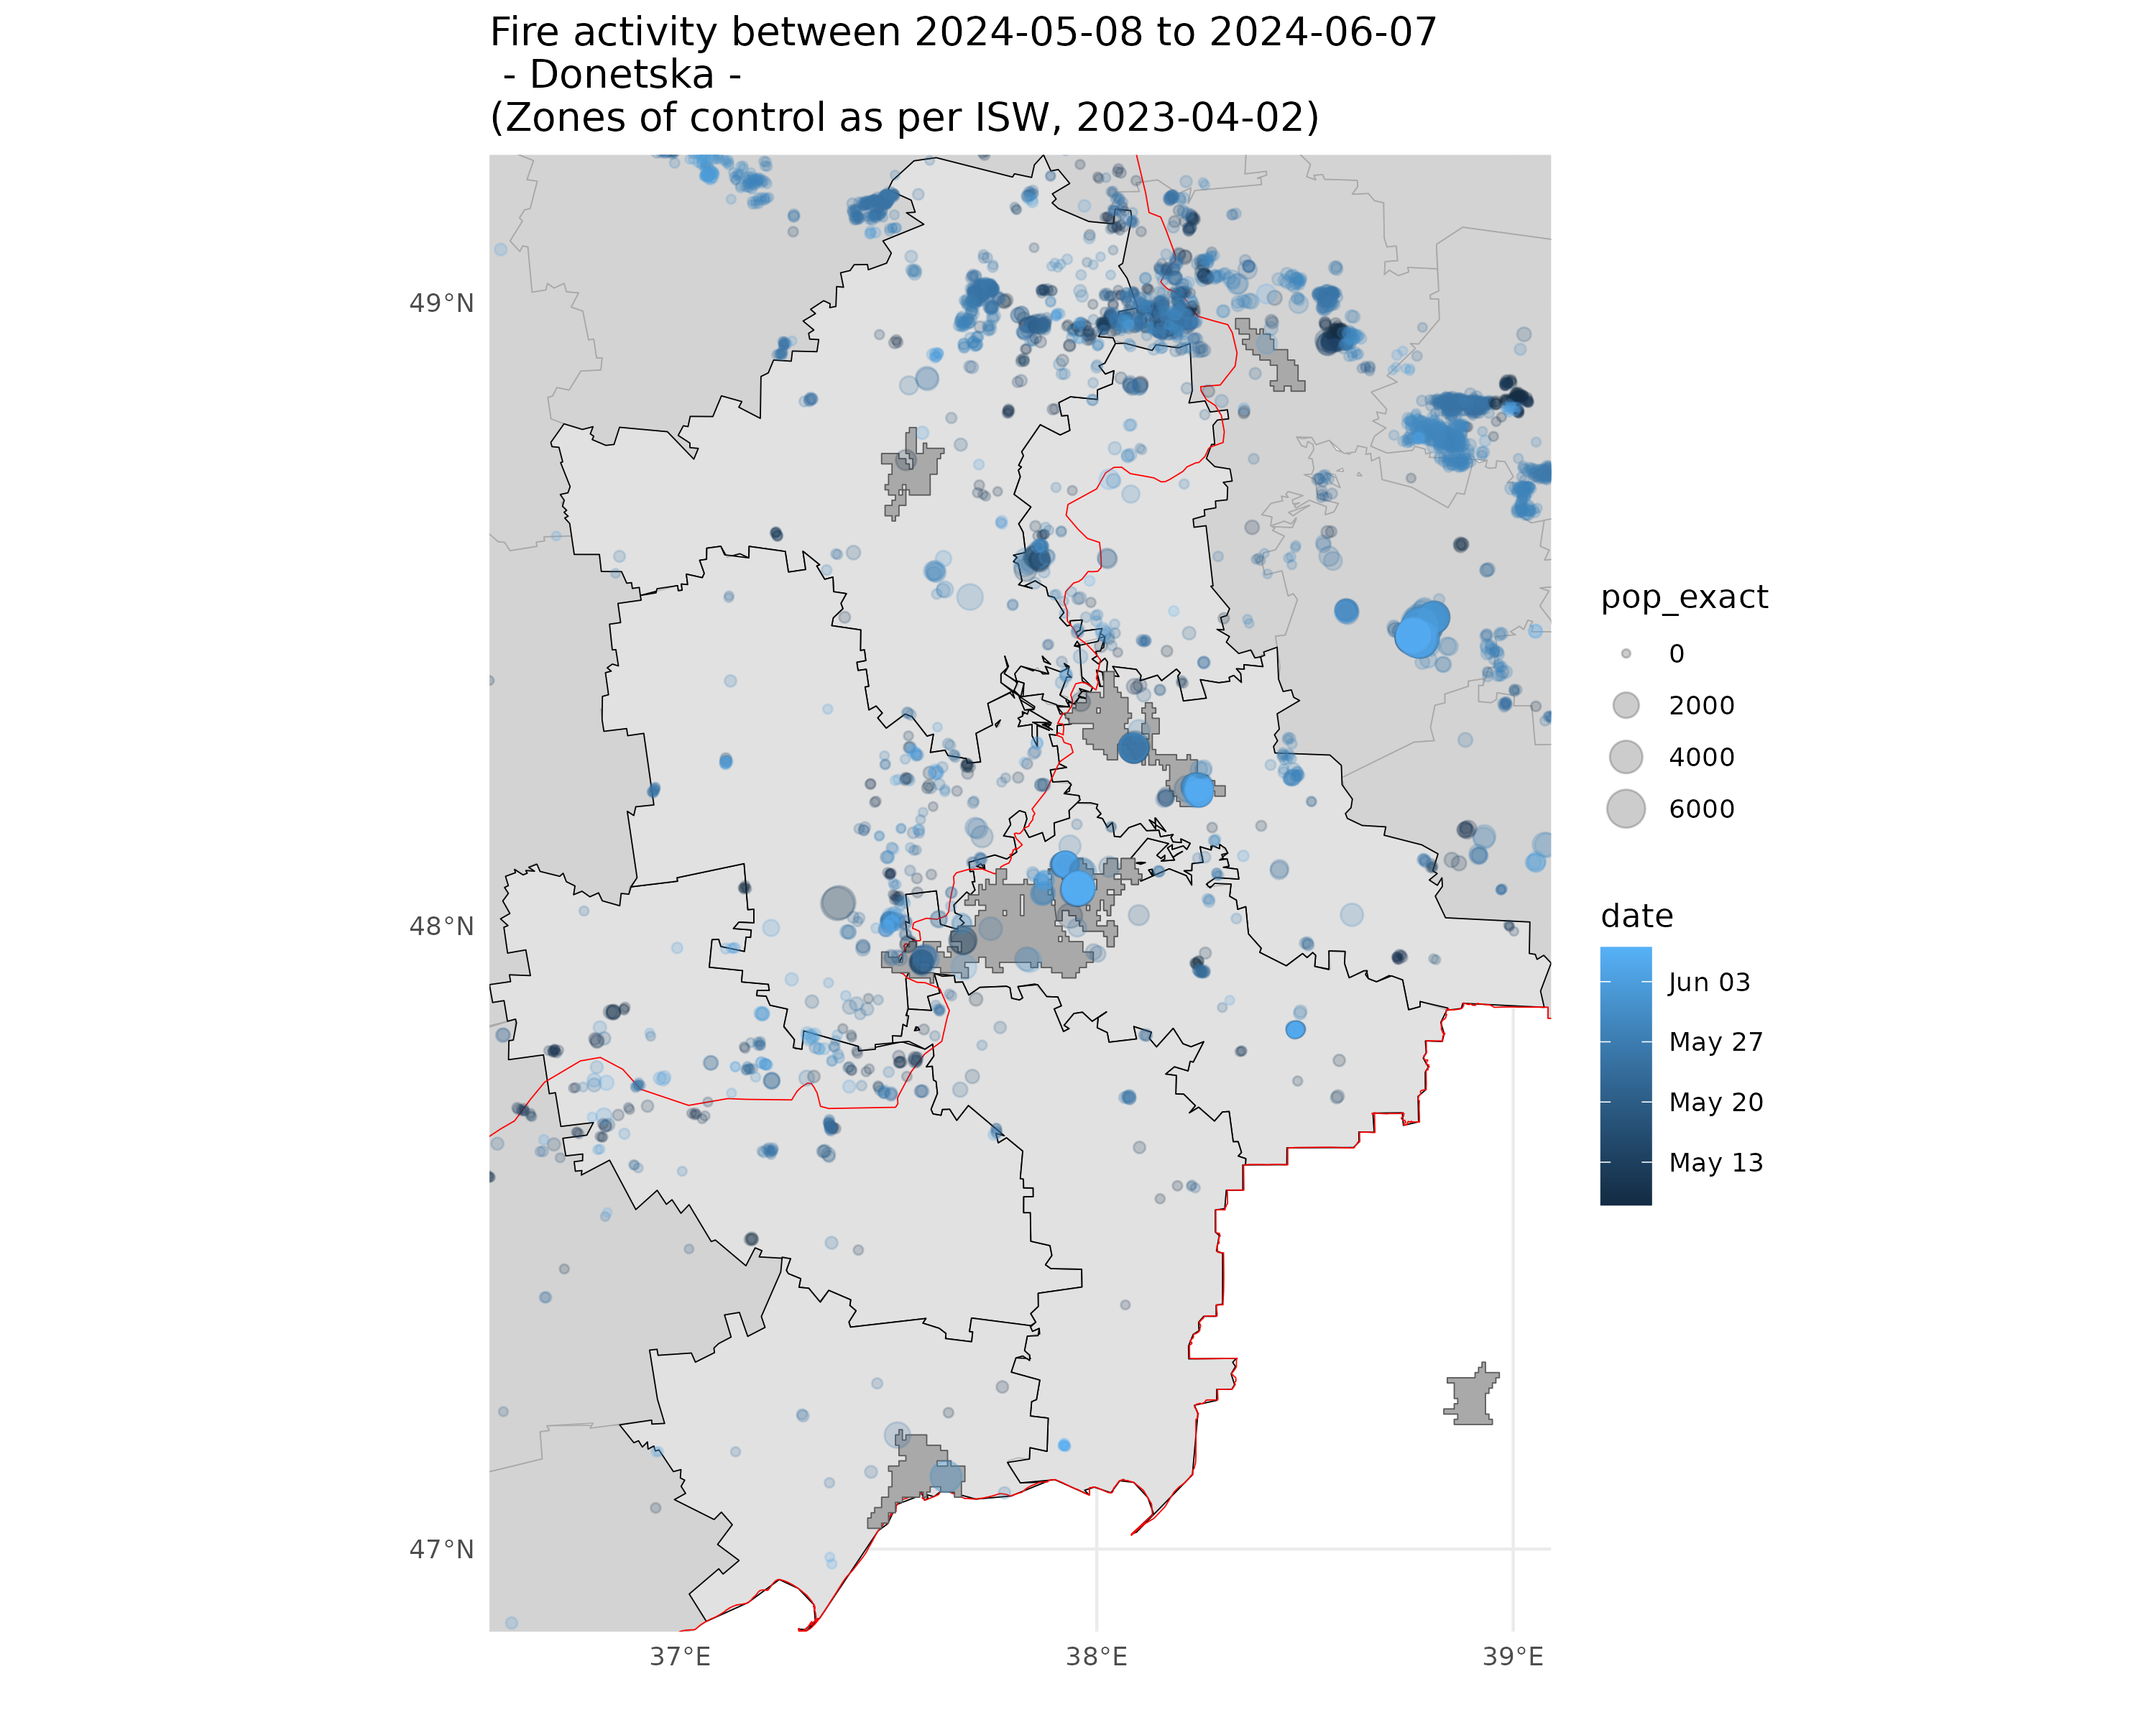 Fire activity between 2024-05-08 to 2024-06-07
- Donetska -
(Zones of control as per ISW, 2023-04-02)
49°N
48°N
47°N
37°E
38°E
39°E
pop_exact
0
2000
4000
6000
date
Jun 03
May 27
May 20
May 13